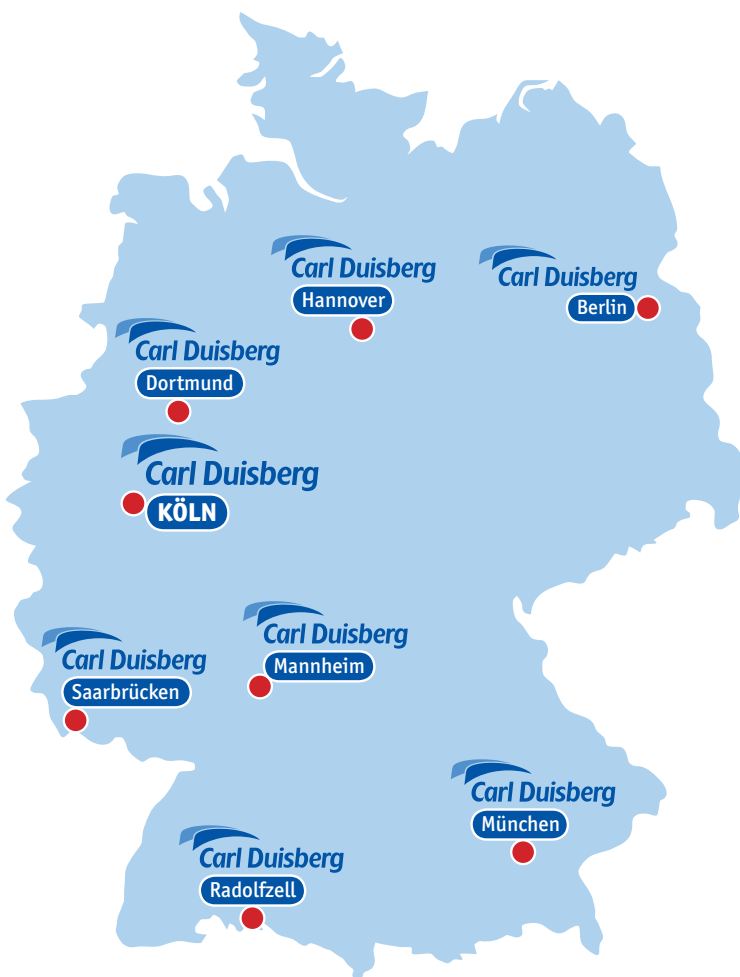 Carl Duisberg
Hannover
Carl Duisberg
Berlin
Carl Duisberg
Dortmund
Carl Duisberg
KÖLN
Carl Duisberg
Mannheim
Carl Duisberg
Saarbrücken
Carl Duisberg
München
Carl Duisberg
Radolfzell